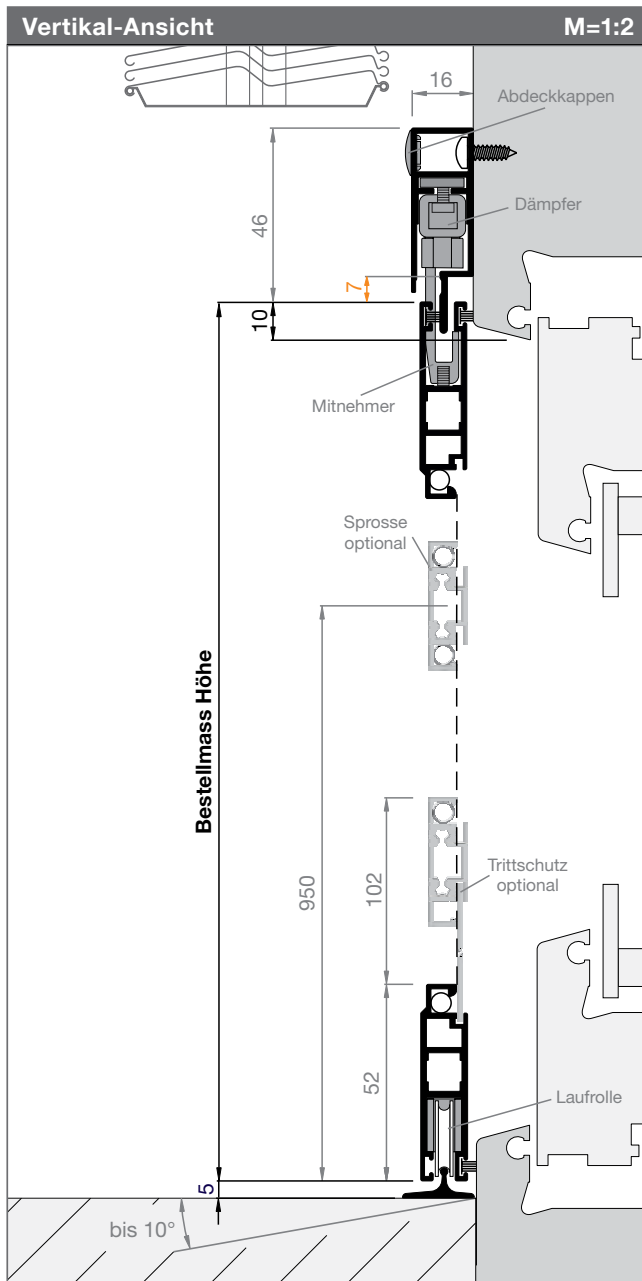 Vertikal-Ansicht M=1:2
16
Abdeckkappen
46
Dämpfer
7
10
Mitnehmer
Sprosse
optional
Bestellmass Höhe
950
102
Trittschutz
optional
52
Laufrolle
5
bis 10°